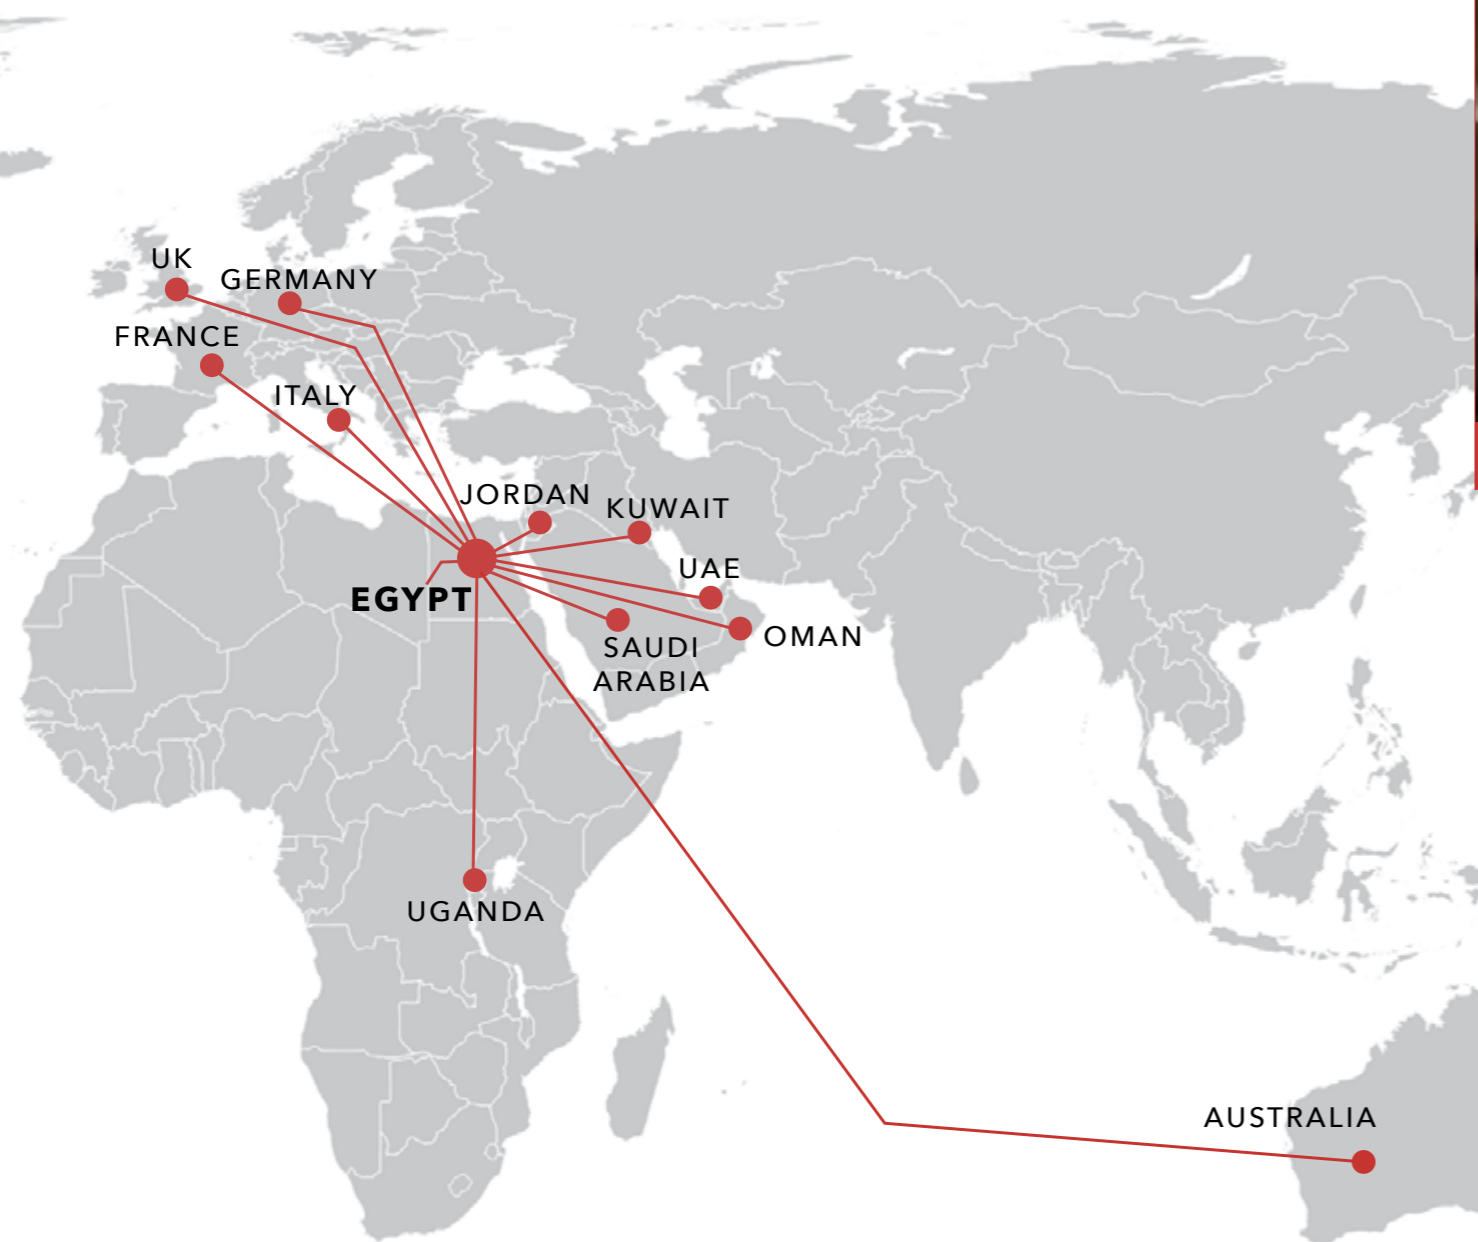 UK
GERMANY
FRANCE
ITALY
JORDAN
KUWAIT
UAE
EGYPT
OMAN
SAUDI
ARABIA
UGANDA
AUSTRALIA